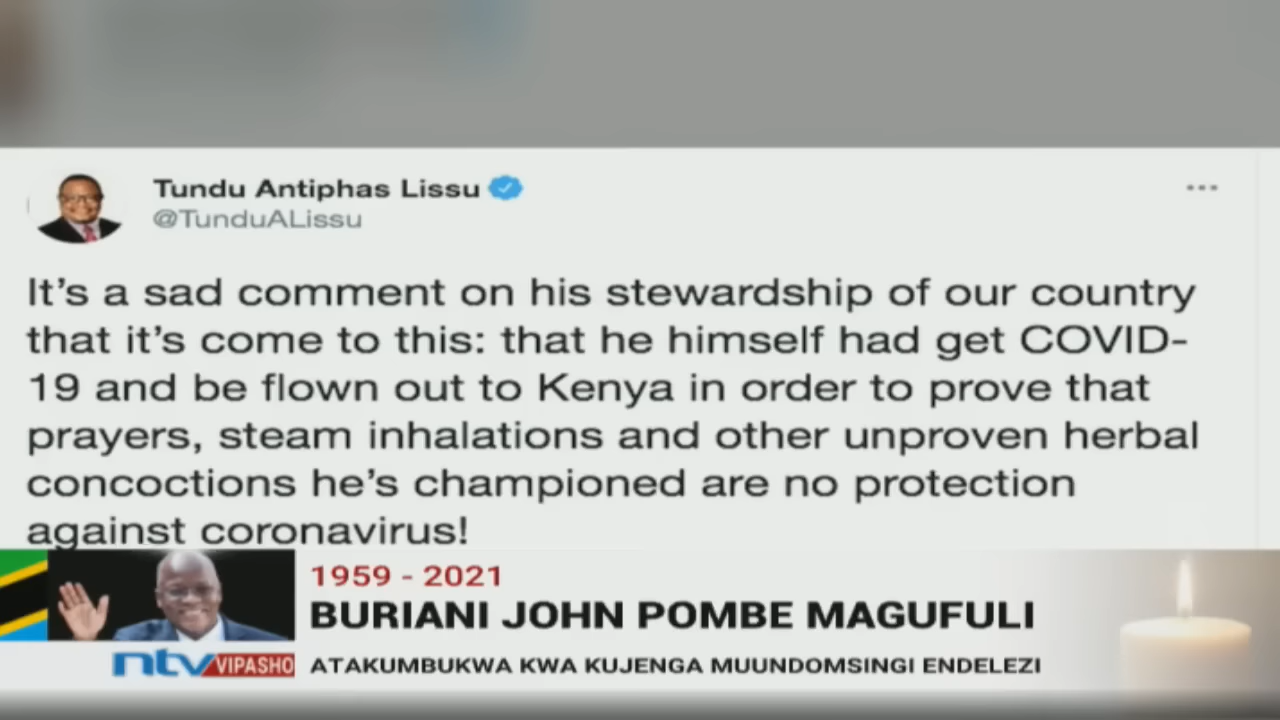 Tundu Antiphas Lissu
@TunduALissu
It's a sad comment on his stewardship of our country
that it's come to this: that he himself had get COVID-
19 and be flown out to Kenya in order to prove that
prayers, steam inhalations and other unproven herbal
concoctions he's championed are no protection
against coronavirus!
1959 - 2021
BURIANI JOHN POMBE MAGUFULI
ntv VIPASHO
ATAKUMBUKWA KWA KUJENGA MUUNDOMSINGI ENDELEZI